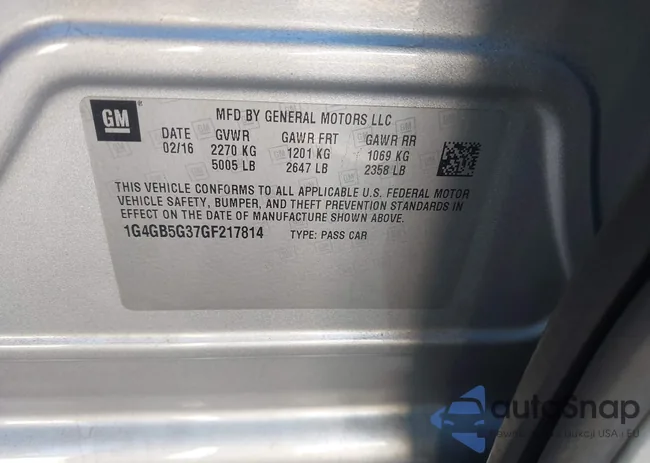 GM
MFD BY GENERAL MOTORS LLC
DATE GVWR GAWR FRT GAWR RR
02/16 2270 KG 1201 KG 1069 KG
5005 LB 2647 LB 2358 LB
THIS VEHICLE CONFORMS TO ALL APPLICABLE U.S. FEDERAL MOTOR
VEHICLE SAFETY, BUMPER, AND THEFT PREVENTION STANDARDS IN
EFFECT ON THE DATE OF MANUFACTURE SHOWN ABOVE.
1G4GB5G37GF217814 TYPE: PASS CAR
autoSnap
USA i EU